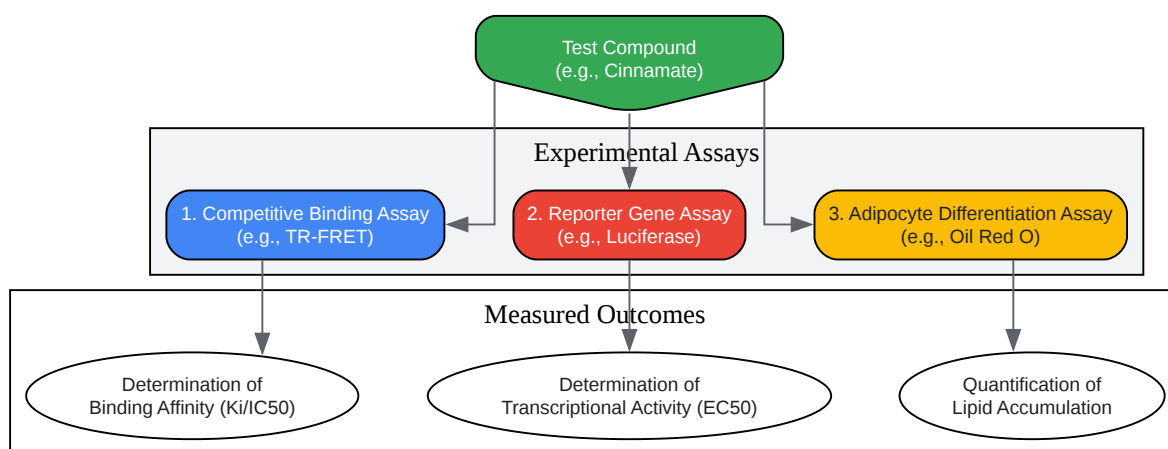 Test Compound
(e.g., Cinnamate)
Experimental Assays
1. Competitive Binding Assay
(e.g., TR-FRET)
2. Reporter Gene Assay
(e.g., Luciferase)
3. Adipocyte Differentiation Assay
(e.g., Oil Red O)
Measured Outcomes
Determination of
Binding Affinity (Ki/IC50)
Determination of
Transcriptional Activity (EC50)
Quantification of
Lipid Accumulation